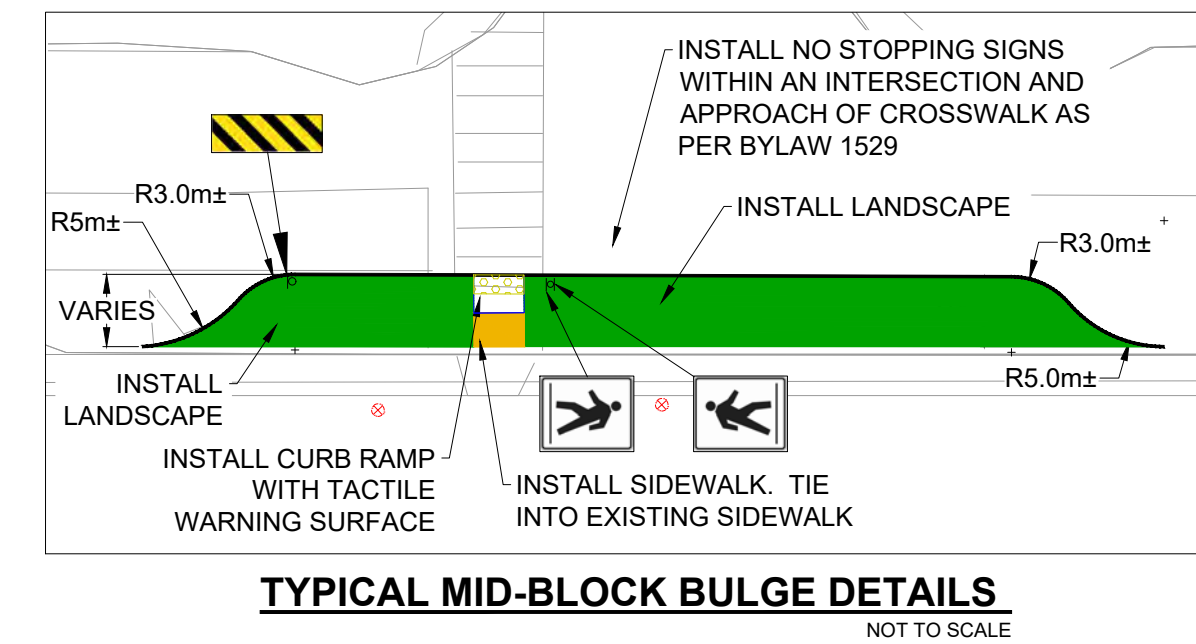 INSTALL NO STOPPING SIGNS
WITHIN AN INTERSECTION AND
APPROACH OF CROSSWALK AS
PER BYLAW 1529
R3.0m±
R5m±
INSTALL LANDSCAPE
R3.0m±
VARIES
R5.0m±
INSTALL
LANDSCAPE
INSTALL CURB RAMP
WITH TACTILE
WARNING SURFACE
INSTALL SIDEWALK. TIE
INTO EXISTING SIDEWALK
TYPICAL MID-BLOCK BULGE DETAILS
NOT TO SCALE